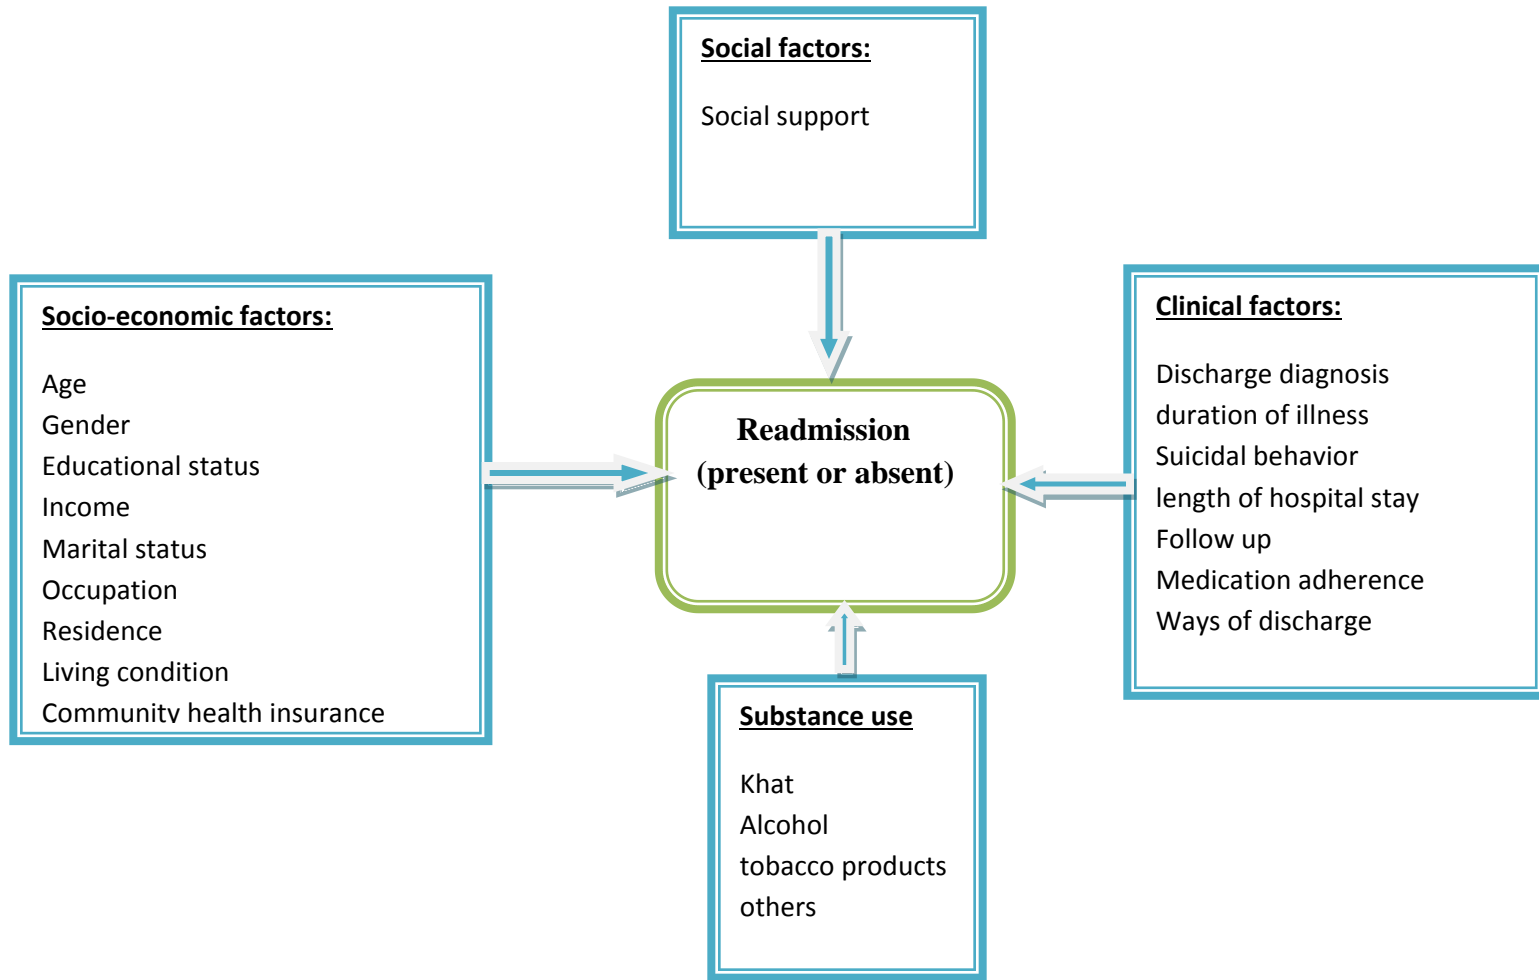 Social factors:
Social support
Socio-economic factors:
Age
Gender
Educational status
Income
Marital status
Occupation
Residence
Living condition
Community health insurance
Readmission
(present or absent)
Clinical factors:
Discharge diagnosis
duration of illness
Suicidal behavior
length of hospital stay
Follow up
Medication adherence
Ways of discharge
Substance use
Khat
Alcohol
tobacco products
others